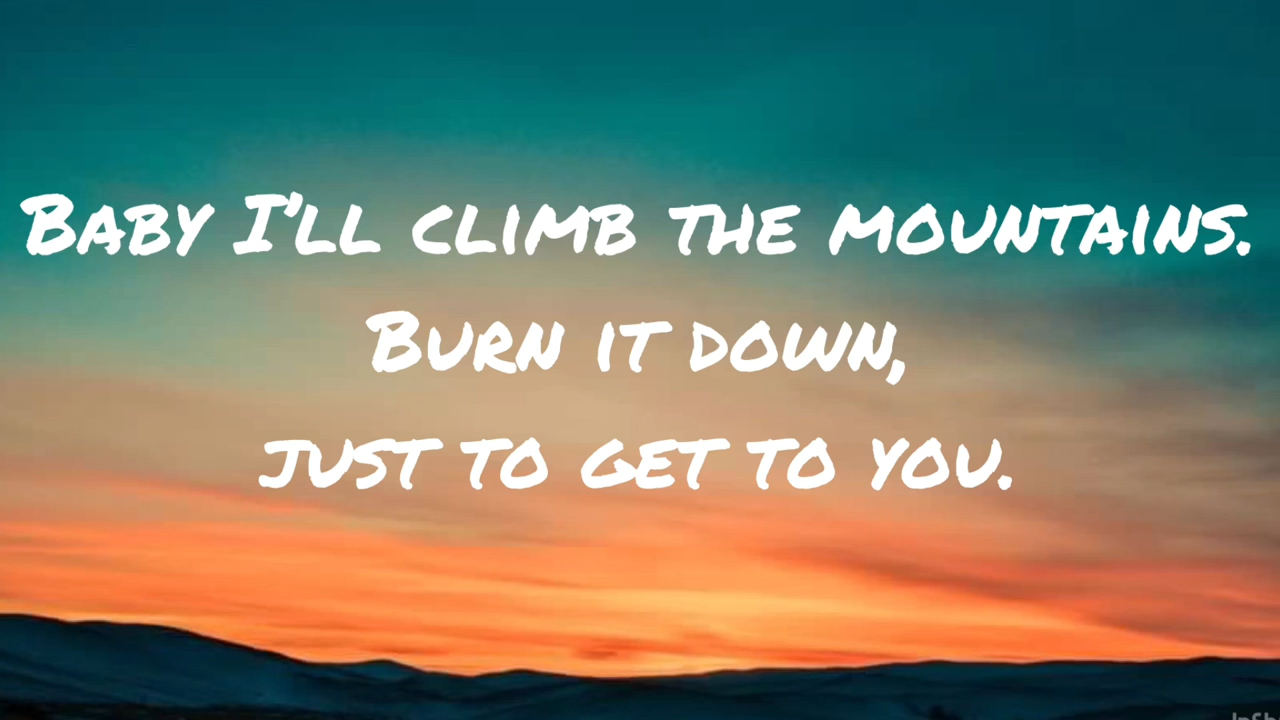 Baby I'll climb the mountains.
Burn it down,
just to get to you.